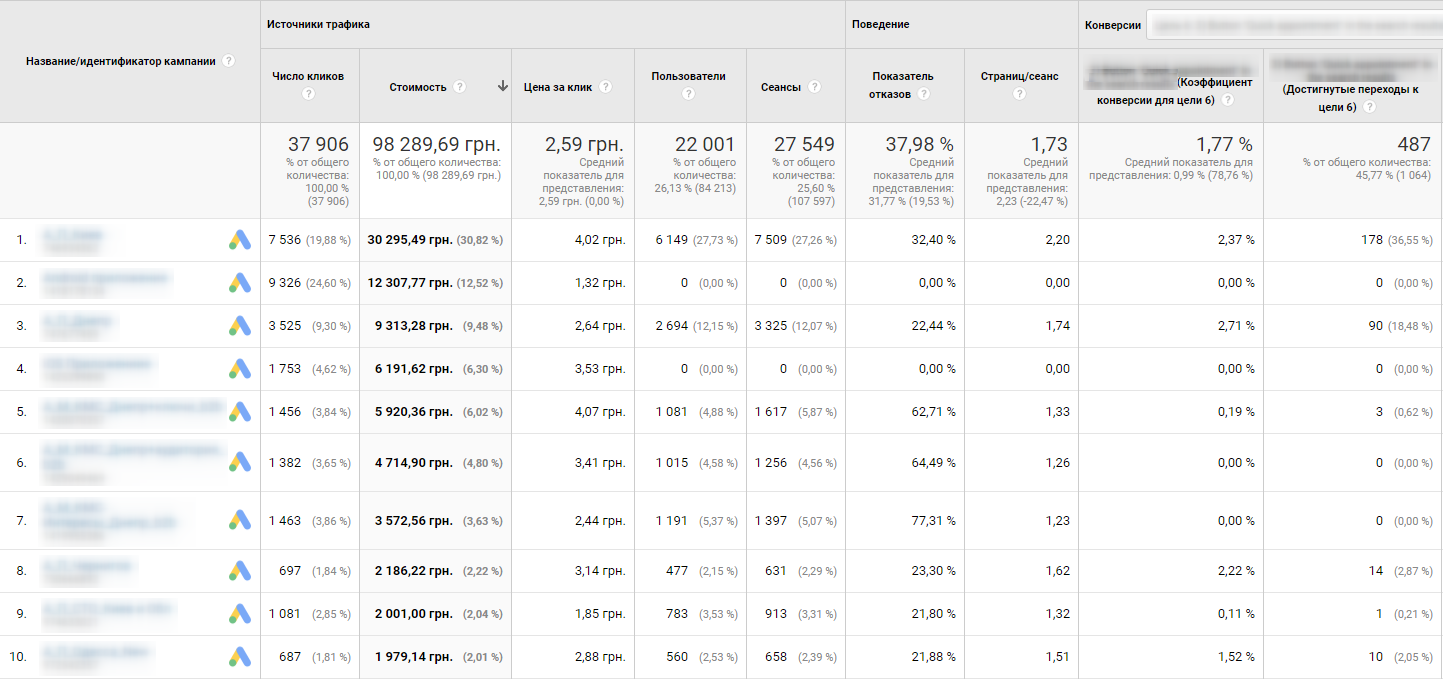 Источники трафика
Поведение
Конверсии
Название/идентификатор кампании ?
Число кликов ?
Стоимость ? ↓
Цена за клик ?
Пользователи ?
Сеансы ?
Показатель отказов ?
Страниц/сеанс ?
(Коэффициент конверсии для цели 6) ?
(Достигнутые переходы к цели 6) ?
37 906
% от общего количества: 100,00 % (37 906)
98 289,69 грн.
% от общего количества: 100,00 % (98 289,69 грн.)
2,59 грн.
Средний показатель для представления: 2,59 грн. (0,00 %)
22 001
% от общего количества: 26,13 % (84 213)
27 549
% от общего количества: 25,60 % (107 597)
37,98 %
Средний показатель для представления: 31,77 % (19,53 %)
1,73
Средний показатель для представления: 2,23 (-22,47 %)
1,77 %
Средний показатель для представления: 0,99 % (78,76 %)
487
% от общего количества: 45,77 % (1 064)
1. 7 536 (19,88 %) 30 295,49 грн. (30,82 %) 4,02 грн. 6 149 (27,73 %) 7 509 (27,26 %) 32,40 % 2,20 2,37 % 178 (36,55 %)
2. 9 326 (24,60 %) 12 307,77 грн. (12,52 %) 1,32 грн. 0 (0,00 %) 0 (0,00 %) 0,00 % 0,00 0,00 % 0 (0,00 %)
3. 3 525 (9,30 %) 9 313,28 грн. (9,48 %) 2,64 грн. 2 694 (12,15 %) 3 325 (12,07 %) 22,44 % 1,74 2,71 % 90 (18,48 %)
4. 1 753 (4,62 %) 6 191,62 грн. (6,30 %) 3,53 грн. 0 (0,00 %) 0 (0,00 %) 0,00 % 0,00 0,00 % 0 (0,00 %)
5. 1 456 (3,84 %) 5 920,36 грн. (6,02 %) 4,07 грн. 1 081 (4,88 %) 1 617 (5,87 %) 62,71 % 1,33 0,19 % 3 (0,62 %)
6. 1 382 (3,65 %) 4 714,90 грн. (4,80 %) 3,41 грн. 1 015 (4,58 %) 1 256 (4,56 %) 64,49 % 1,26 0,00 % 0 (0,00 %)
7. 1 463 (3,86 %) 3 572,56 грн. (3,63 %) 2,44 грн. 1 191 (5,37 %) 1 397 (5,07 %) 77,31 % 1,23 0,00 % 0 (0,00 %)
8. 697 (1,84 %) 2 186,22 грн. (2,22 %) 3,14 грн. 477 (2,15 %) 631 (2,29 %) 23,30 % 1,62 2,22 % 14 (2,87 %)
9. 1 081 (2,85 %) 2 001,00 грн. (2,04 %) 1,85 грн. 783 (3,53 %) 913 (3,31 %) 21,80 % 1,32 0,11 % 1 (0,21 %)
10. 687 (1,81 %) 1 979,14 грн. (2,01 %) 2,88 грн. 560 (2,53 %) 658 (2,39 %) 21,88 % 1,51 1,52 % 10 (2,05 %)